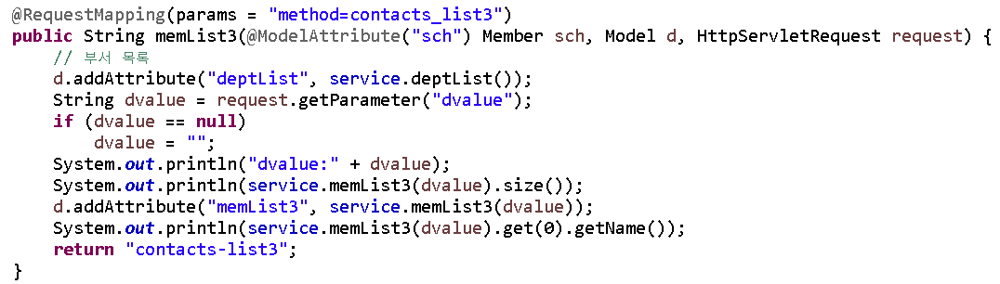 @RequestMapping(params = "method=contacts_list3")
public String memList3(@ModelAttribute("sch") Member sch, Model d, HttpServletRequest request) {
    // 부서 목록
    d.addAttribute("deptList", service.deptList());
    String dvalue = request.getParameter("dvalue");
    if (dvalue == null)
        dvalue = "";
    System.out.println("dvalue:" + dvalue);
    System.out.println(service.memList3(dvalue).size());
    d.addAttribute("memList3", service.memList3(dvalue));
    System.out.println(service.memList3(dvalue).get(0).getName());
    return "contacts-list3";
}